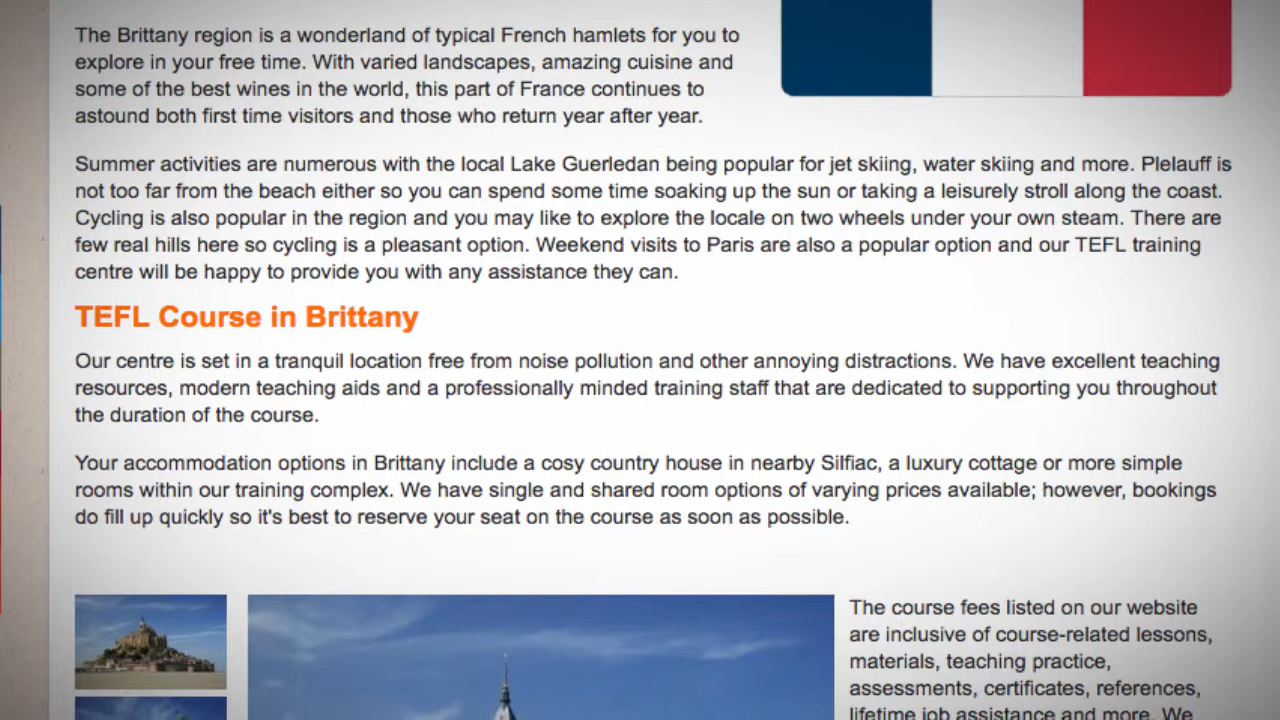 The Brittany region is a wonderland of typical French hamlets for you to
explore in your free time. With varied landscapes, amazing cuisine and
some of the best wines in the world, this part of France continues to
astound both first time visitors and those who return year after year.
Summer activities are numerous with the local Lake Guerledan being popular for jet skiing, water skiing and more. Plelauff is
not too far from the beach either so you can spend some time soaking up the sun or taking a leisurely stroll along the coast.
Cycling is also popular in the region and you may like to explore the locale on two wheels under your own steam. There are
few real hills here so cycling is a pleasant option. Weekend visits to Paris are also a popular option and our TEFL training
centre will be happy to provide you with any assistance they can.
TEFL Course in Brittany
Our centre is set in a tranquil location free from noise pollution and other annoying distractions. We have excellent teaching
resources, modern teaching aids and a professionally minded training staff that are dedicated to supporting you throughout
the duration of the course.
Your accommodation options in Brittany include a cosy country house in nearby Silfiac, a luxury cottage or more simple
rooms within our training complex. We have single and shared room options of varying prices available; however, bookings
do fill up quickly so it's best to reserve your seat on the course as soon as possible.
The course fees listed on our website
are inclusive of course-related lessons,
materials, teaching practice,
assessments, certificates, references,
lifetime job assistance and more. We